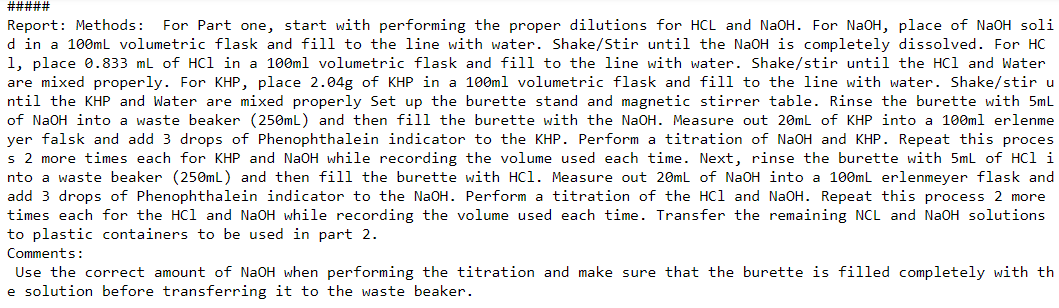 #####
Report: Methods:  For Part one, start with performing the proper dilutions for HCL and NaOH. For NaOH, place of NaOH soli
d in a 100mL volumetric flask and fill to the line with water. Shake/Stir until the NaOH is completely dissolved. For HC
l, place 0.833 mL of HCl in a 100ml volumetric flask and fill to the line with water. Shake/stir until the HCl and Water
are mixed properly. For KHP, place 2.04g of KHP in a 100ml volumetric flask and fill to the line with water. Shake/stir u
ntil the KHP and Water are mixed properly Set up the burette stand and magnetic stirrer table. Rinse the burette with 5mL
of NaOH into a waste beaker (250mL) and then fill the burette with the NaOH. Measure out 20mL of KHP into a 100ml erlenme
yer falsk and add 3 drops of Phenophthalein indicator to the KHP. Perform a titration of NaOH and KHP. Repeat this proces
s 2 more times each for KHP and NaOH while recording the volume used each time. Next, rinse the burette with 5mL of HCl i
nto a waste beaker (250mL) and then fill the burette with HCl. Measure out 20mL of NaOH into a 100mL erlenmeyer flask and
add 3 drops of Phenophthalein indicator to the NaOH. Perform a titration of the HCl and NaOH. Repeat this process 2 more
times each for the HCl and NaOH while recording the volume used each time. Transfer the remaining NCL and NaOH solutions
to plastic containers to be used in part 2.
Comments:
 Use the correct amount of NaOH when performing the titration and make sure that the burette is filled completely with th
e solution before transferring it to the waste beaker.